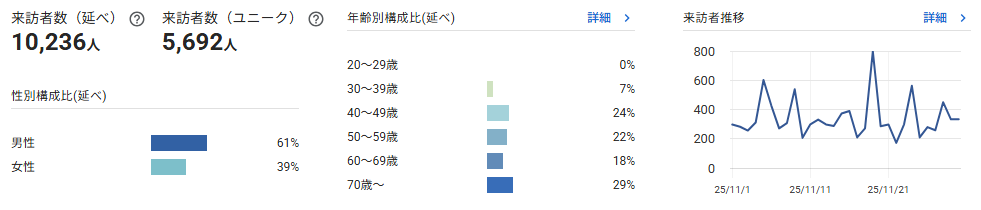 来訪者数（延べ） ?
10,236人
来訪者数（ユニーク） ?
5,692人
性別構成比(延べ)
男性 61%
女性 39%
年齢別構成比(延べ) 詳細 >
20～29歳 0%
30～39歳 7%
40～49歳 24%
50～59歳 22%
60～69歳 18%
70歳～ 29%
来訪者推移 詳細 >
800
600
400
200
0
25/11/1 25/11/11 25/11/21